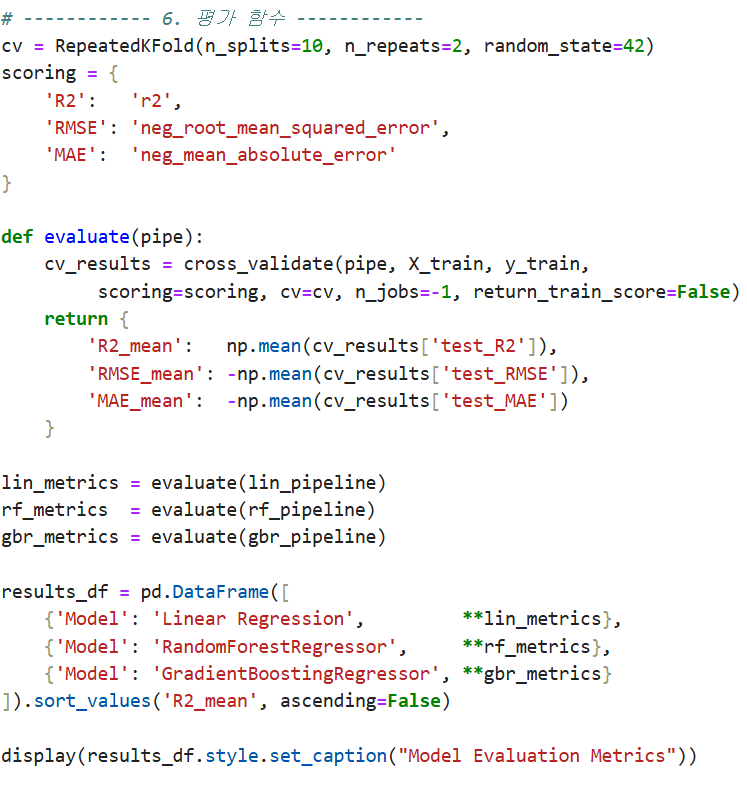 # ------------ 6. 평가 함수 ------------
cv = RepeatedKFold(n_splits=10, n_repeats=2, random_state=42)
scoring = {
    'R2':   'r2',
    'RMSE': 'neg_root_mean_squared_error',
    'MAE':  'neg_mean_absolute_error'
}

def evaluate(pipe):
    cv_results = cross_validate(pipe, X_train, y_train,
         scoring=scoring, cv=cv, n_jobs=-1, return_train_score=False)
    return {
        'R2_mean':   np.mean(cv_results['test_R2']),
        'RMSE_mean': -np.mean(cv_results['test_RMSE']),
        'MAE_mean':  -np.mean(cv_results['test_MAE'])
    }

lin_metrics = evaluate(lin_pipeline)
rf_metrics  = evaluate(rf_pipeline)
gbr_metrics = evaluate(gbr_pipeline)

results_df = pd.DataFrame([
    {'Model': 'Linear Regression',         **lin_metrics},
    {'Model': 'RandomForestRegressor',     **rf_metrics},
    {'Model': 'GradientBoostingRegressor', **gbr_metrics}
]).sort_values('R2_mean', ascending=False)

display(results_df.style.set_caption("Model Evaluation Metrics"))